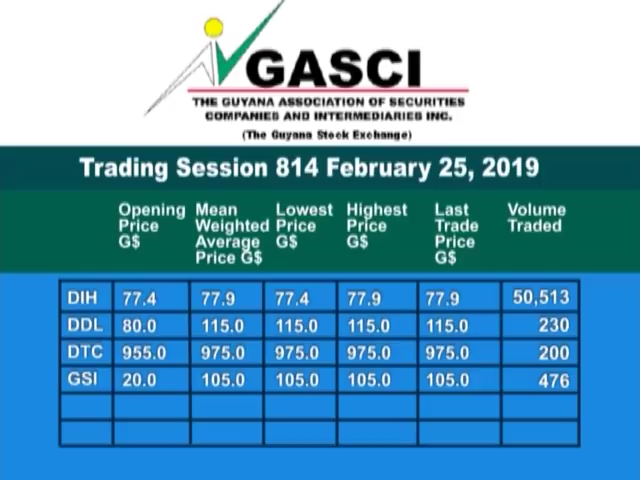 GASCI
THE GUYANA ASSOCIATION OF SECURITIES
COMPANIES AND INTERMEDIARIES INC.
(The Guyana Stock Exchange)
Trading Session 814 February 25, 2019
Opening Price G$ Mean Weighted Average Price G$ Lowest Price G$ Highest Price G$ Last Trade Price G$ Volume Traded
DIH 77.4 77.9 77.4 77.9 77.9 50,513
DDL 80.0 115.0 115.0 115.0 115.0 230
DTC 955.0 975.0 975.0 975.0 975.0 200
GSI 20.0 105.0 105.0 105.0 105.0 476